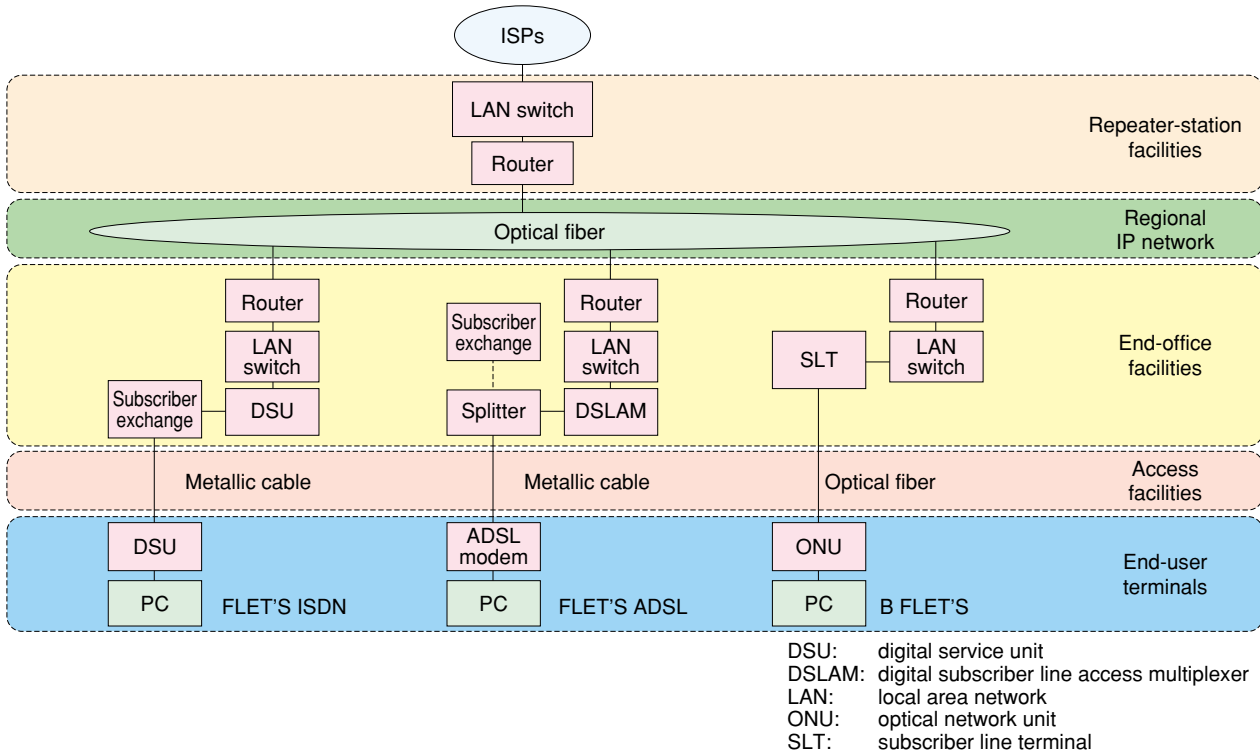 ISPs
LAN switch
Router
Repeater-station
facilities
Optical fiber
Regional
IP network
Router
LAN
switch
Subscriber
exchange
DSU
Subscriber
exchange
Router
LAN
switch
Splitter
DSLAM
Router
SLT
LAN
switch
End-office
facilities
Metallic cable
Metallic cable
Optical fiber
Access
facilities
DSU
PC
FLET'S ISDN
ADSL
modem
PC
FLET'S ADSL
ONU
PC
B FLET'S
End-user
terminals
DSU: digital service unit
DSLAM: digital subscriber line access multiplexer
LAN: local area network
ONU: optical network unit
SLT: subscriber line terminal